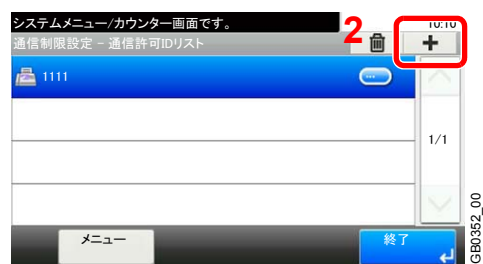 システムメニュー/カウンター画面です。
10:10
通信制限設定 - 通信許可IDリスト
2
1111
1/1
メニュー
終了
GB0352_00